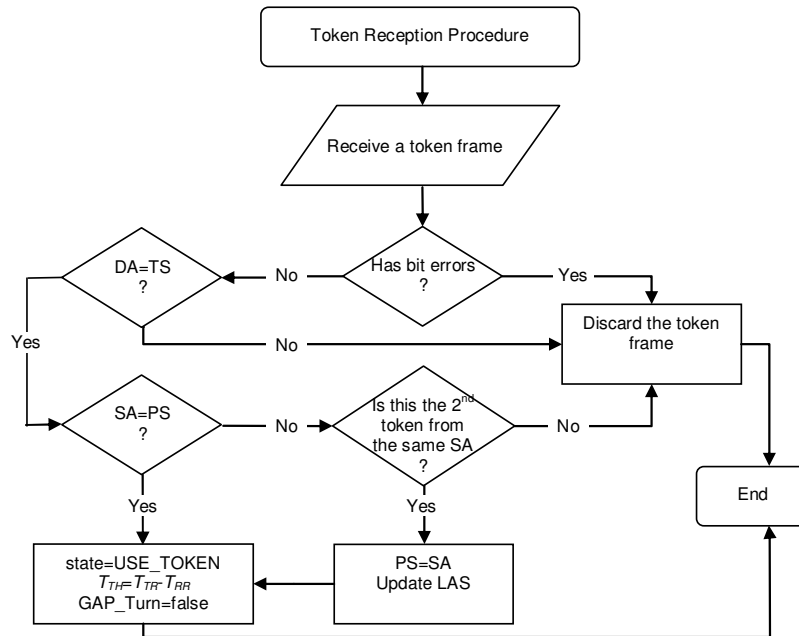 Token Reception Procedure
Receive a token frame
Has bit errors
?
No
Yes
DA=TS
?
Discard the token
frame
Yes
No
SA=PS
?
No
Is this the 2nd
token from
the same SA
?
No
End
Yes
Yes
state=USE_TOKEN
TTH=TTR-TRR
GAP_Turn=false
PS=SA
Update LAS